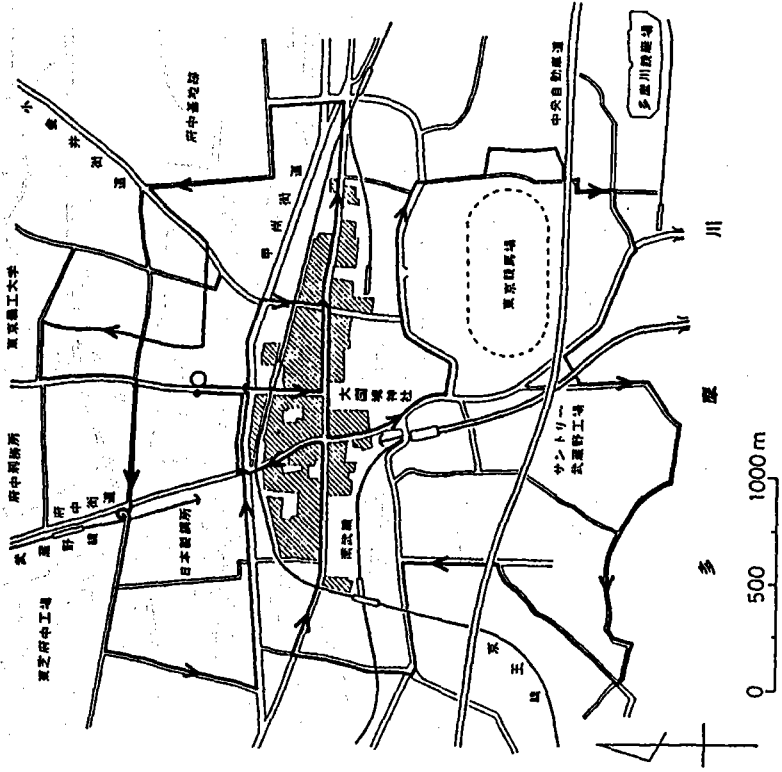 小金井街道
府中基地跡
東京農工大学
甲州街道
中央自動車道
多摩川競艇場
東京競馬場
府中刑務所
府中街道
武蔵野線
大國魂神社
日本製鋼所
南武線
サントリー
武蔵野工場
東芝府中工場
京王線
多摩川
0 500 1000m